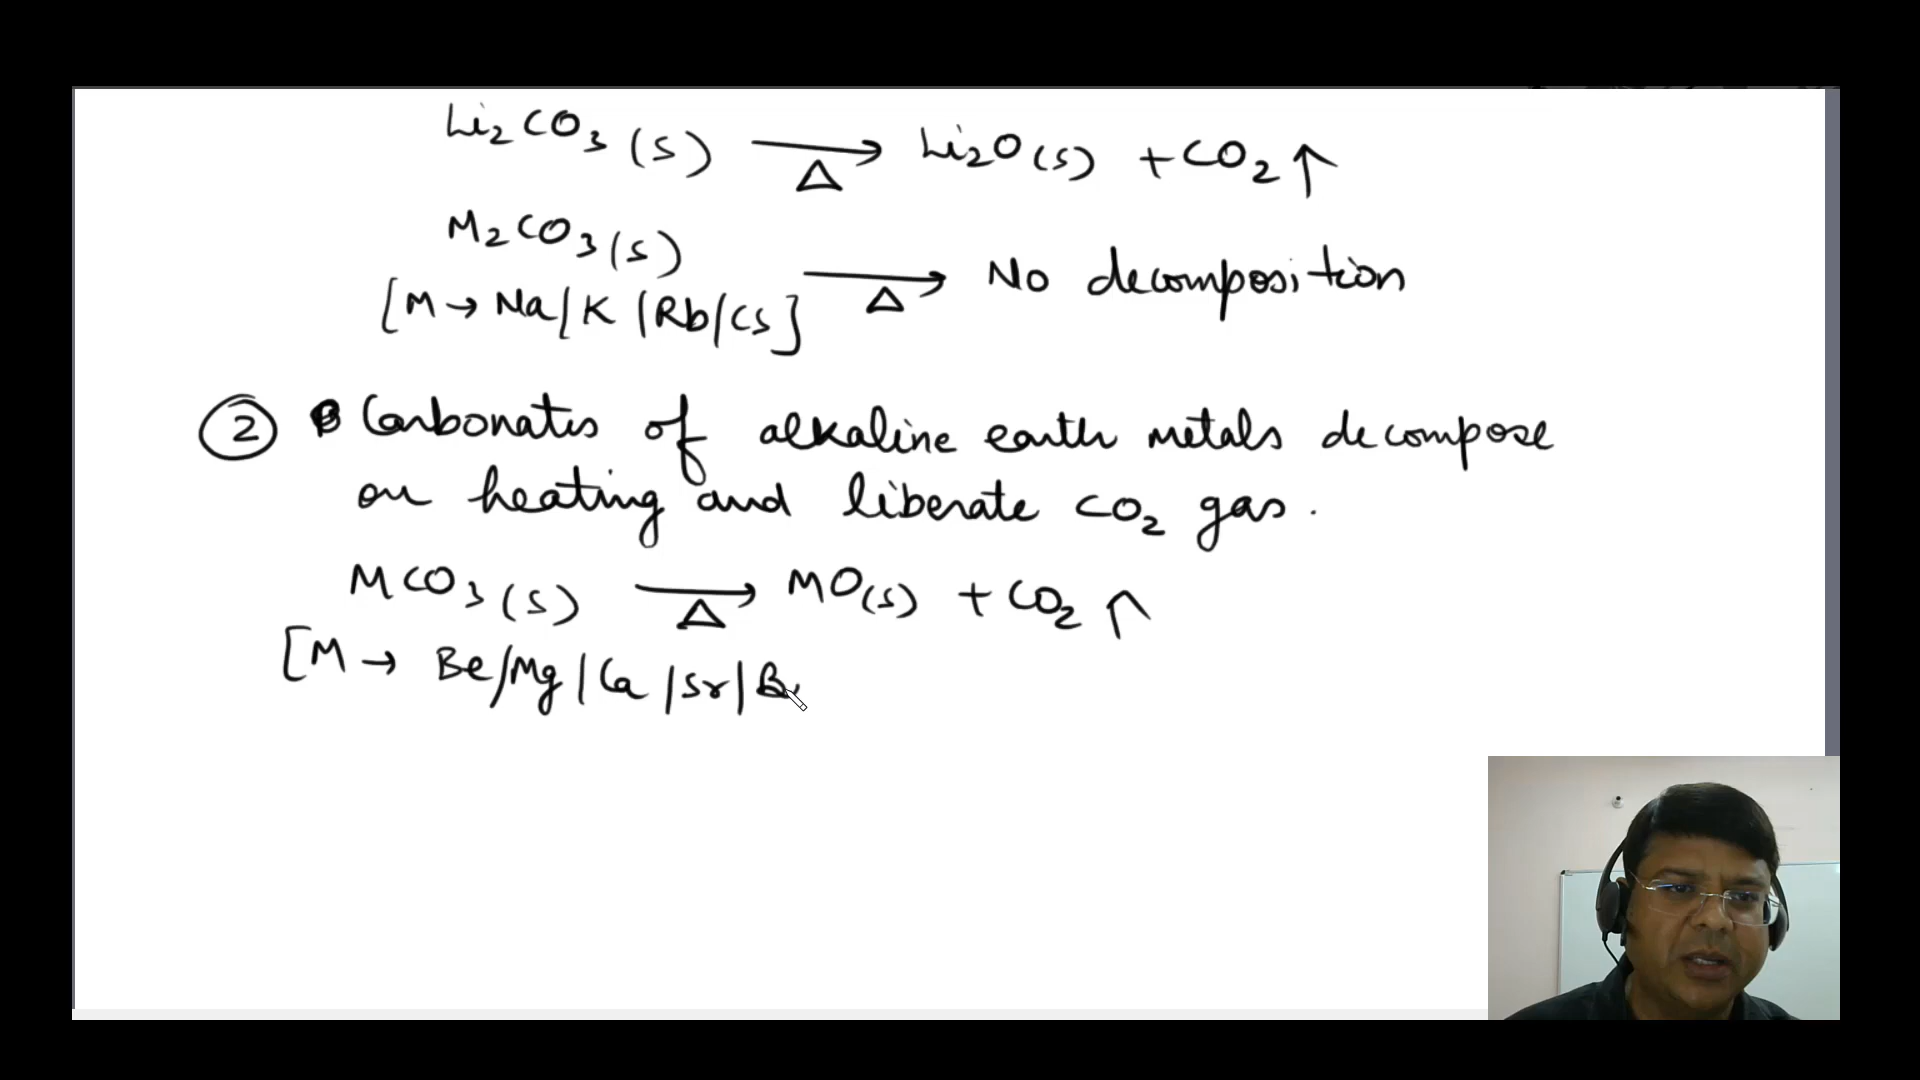 Li₂CO₃(s) →Δ Li₂O(s) + CO₂ ↑
M₂CO₃(s)
[M → Na/K/Rb/Cs] →Δ No decomposition
② Carbonates of alkaline earth metals decompose
on heating and liberate CO₂ gas.
MCO₃(s) →Δ MO(s) + CO₂ ↑
[M → Be/Mg/Ca/Sr/B